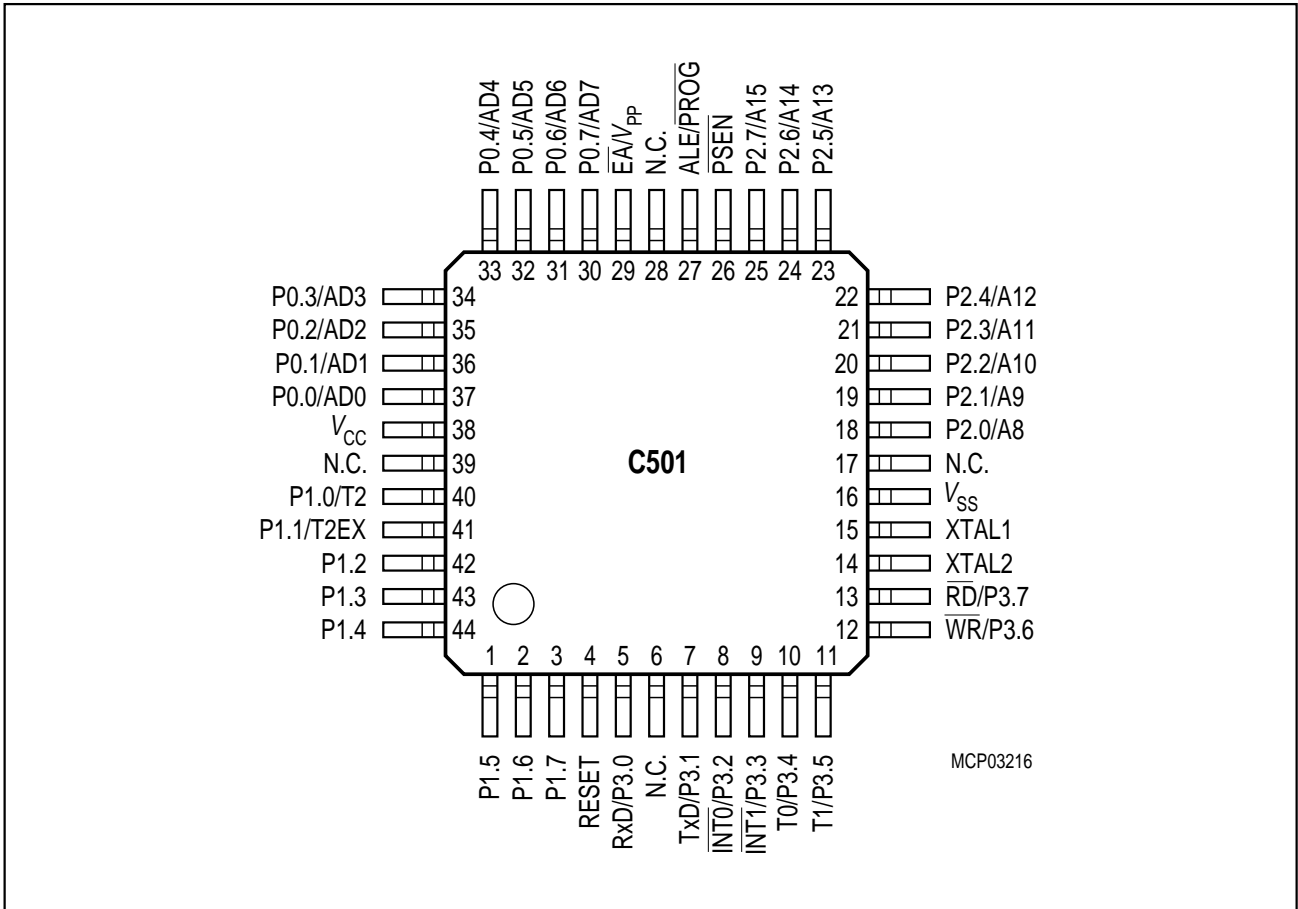 P0.4/AD4
P0.5/AD5
P0.6/AD6
P0.7/AD7
E̅A̅/VPP
N.C.
ALE/P̅R̅O̅G̅
P̅S̅E̅N̅
P2.7/A15
P2.6/A14
P2.5/A13
33 32 31 30 29 28 27 26 25 24 23
P0.3/AD3 34
P0.2/AD2 35
P0.1/AD1 36
P0.0/AD0 37
VCC 38
N.C. 39
P1.0/T2 40
P1.1/T2EX 41
P1.2 42
P1.3 43
P1.4 44
C501
22 P2.4/A12
21 P2.3/A11
20 P2.2/A10
19 P2.1/A9
18 P2.0/A8
17 N.C.
16 VSS
15 XTAL1
14 XTAL2
13 R̅D̅/P3.7
12 W̅R̅/P3.6
1 2 3 4 5 6 7 8 9 10 11
P1.5
P1.6
P1.7
RESET
RxD/P3.0
N.C.
TxD/P3.1
I̅N̅T̅0̅/P3.2
I̅N̅T̅1̅/P3.3
T0/P3.4
T1/P3.5
MCP03216